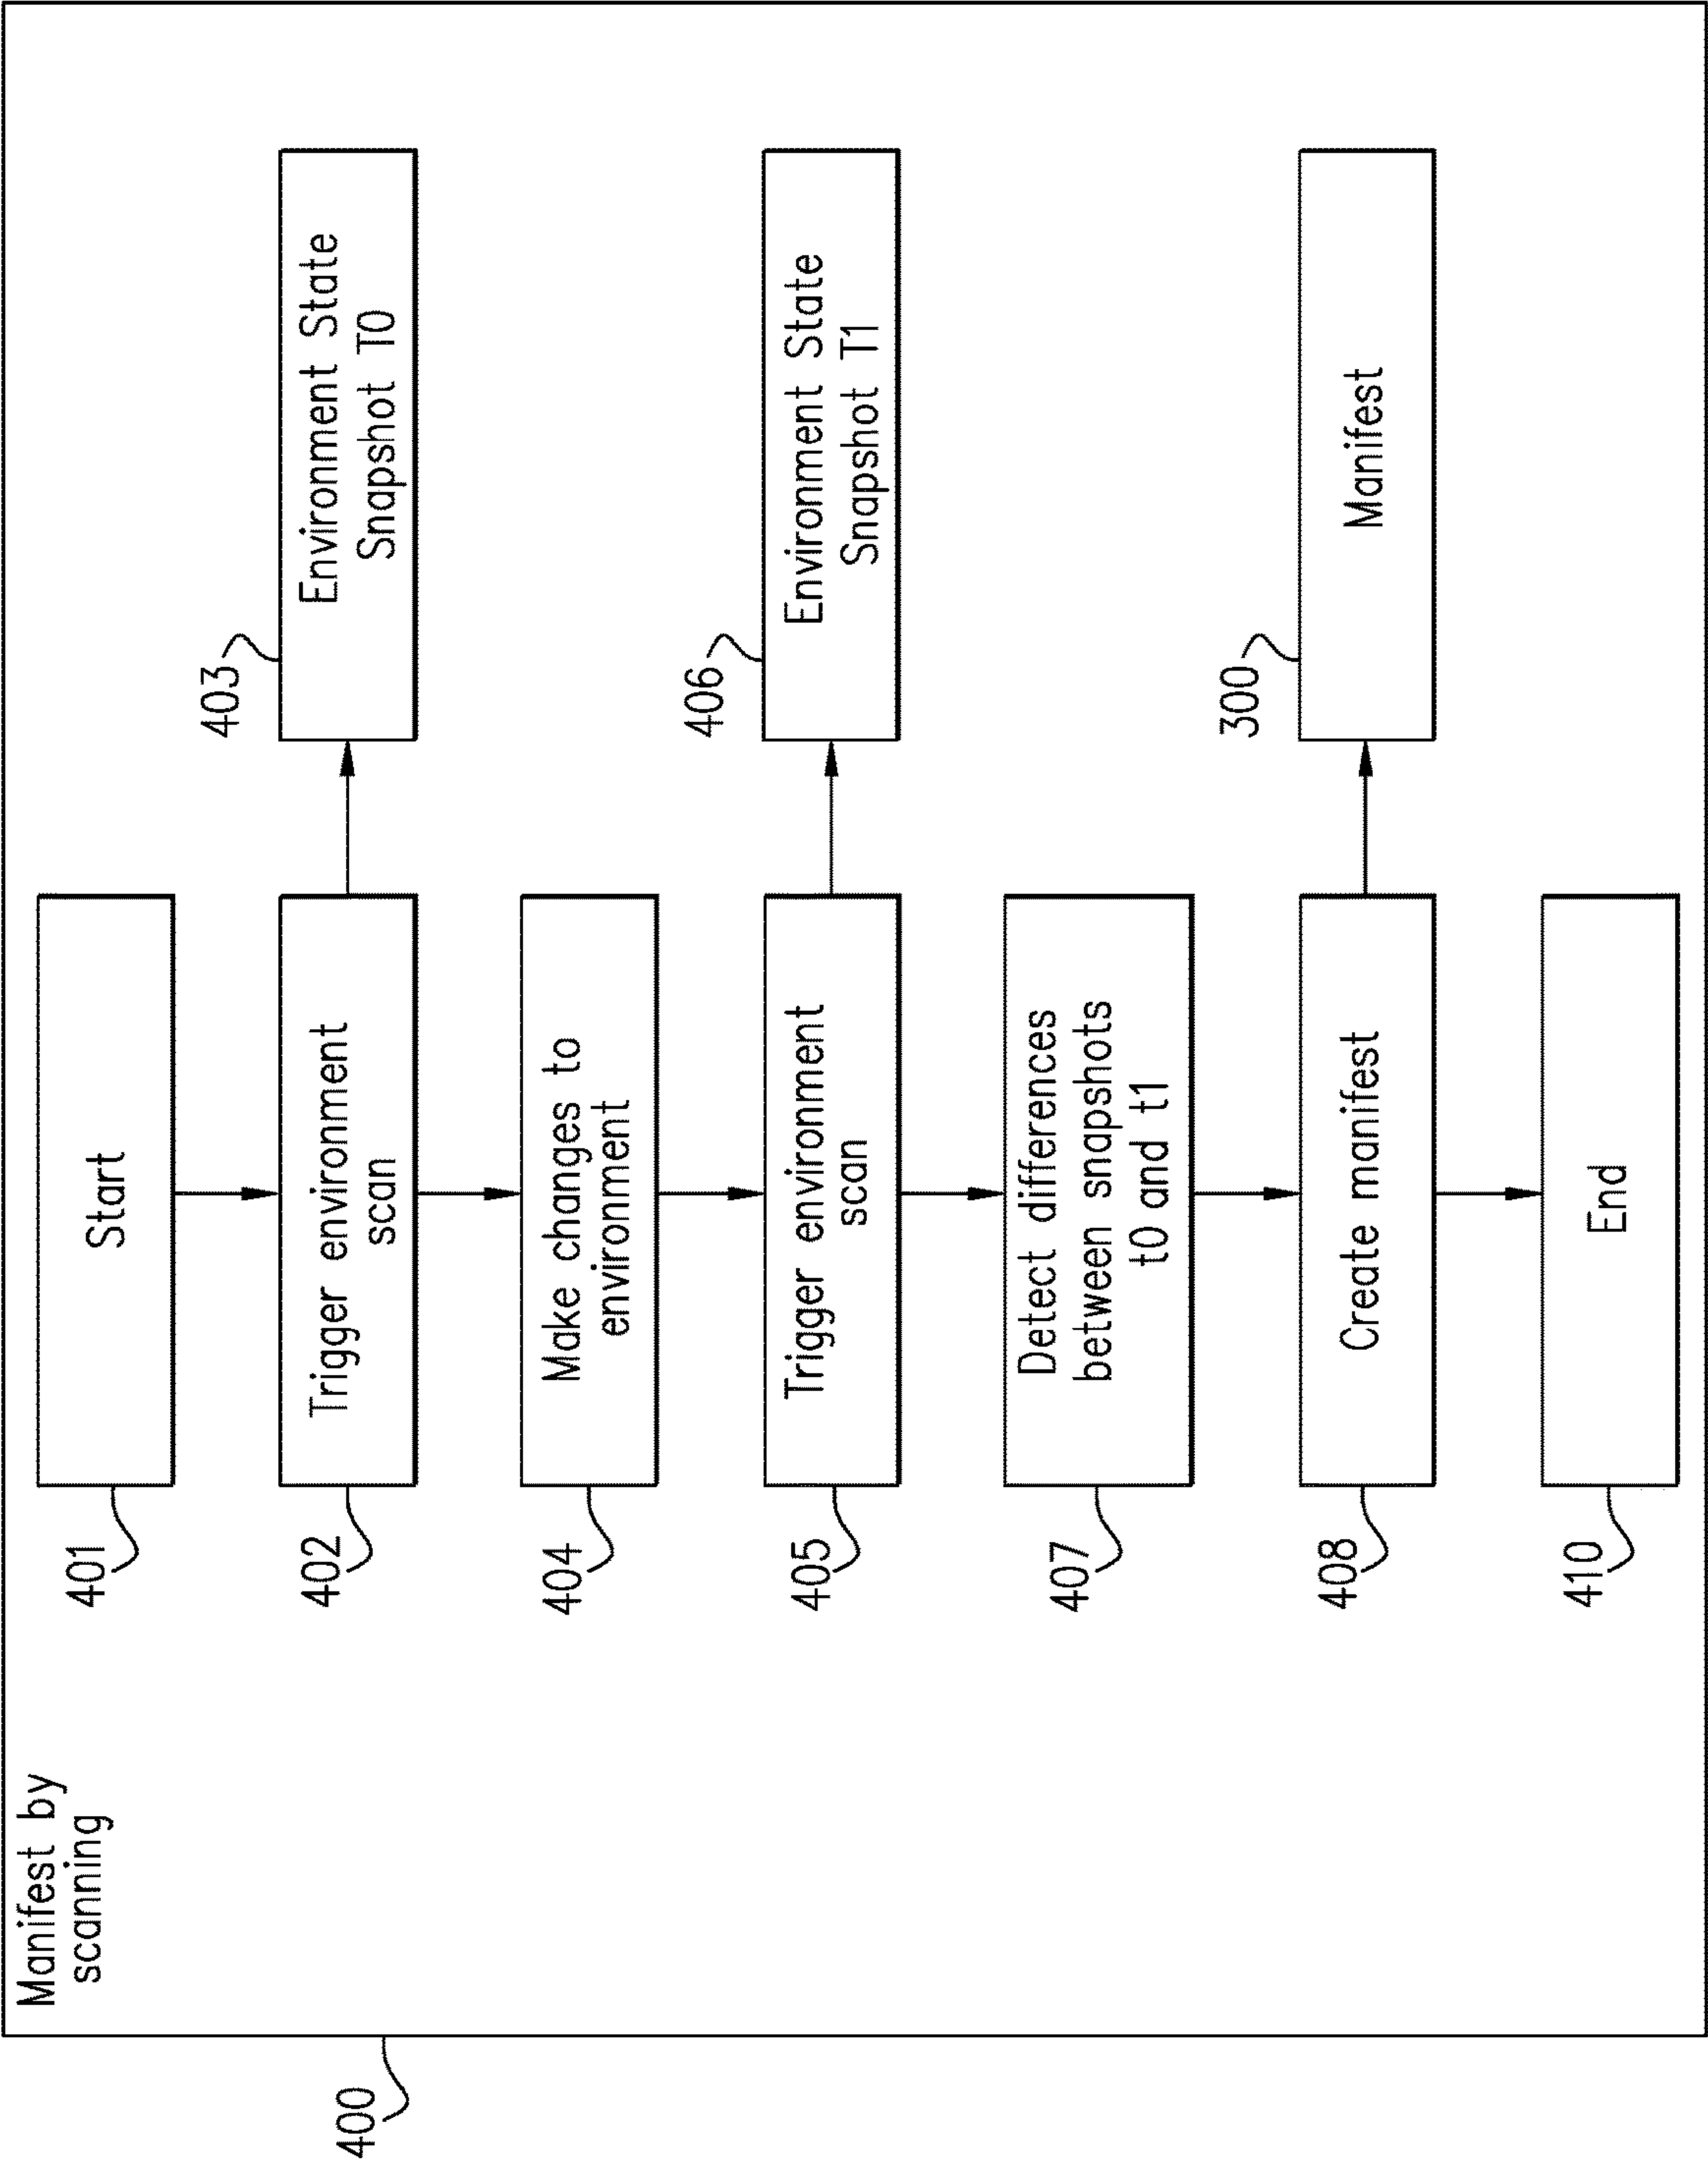 Manifest by
scanning
400
401
Start
402
Trigger environment
scan
403
Environment State
Snapshot T0
404
Make changes to
environment
405
Trigger environment
scan
406
Environment State
Snapshot T1
407
Detect differences
between snapshots
t0 and t1
408
Create manifest
300
Manifest
410
End